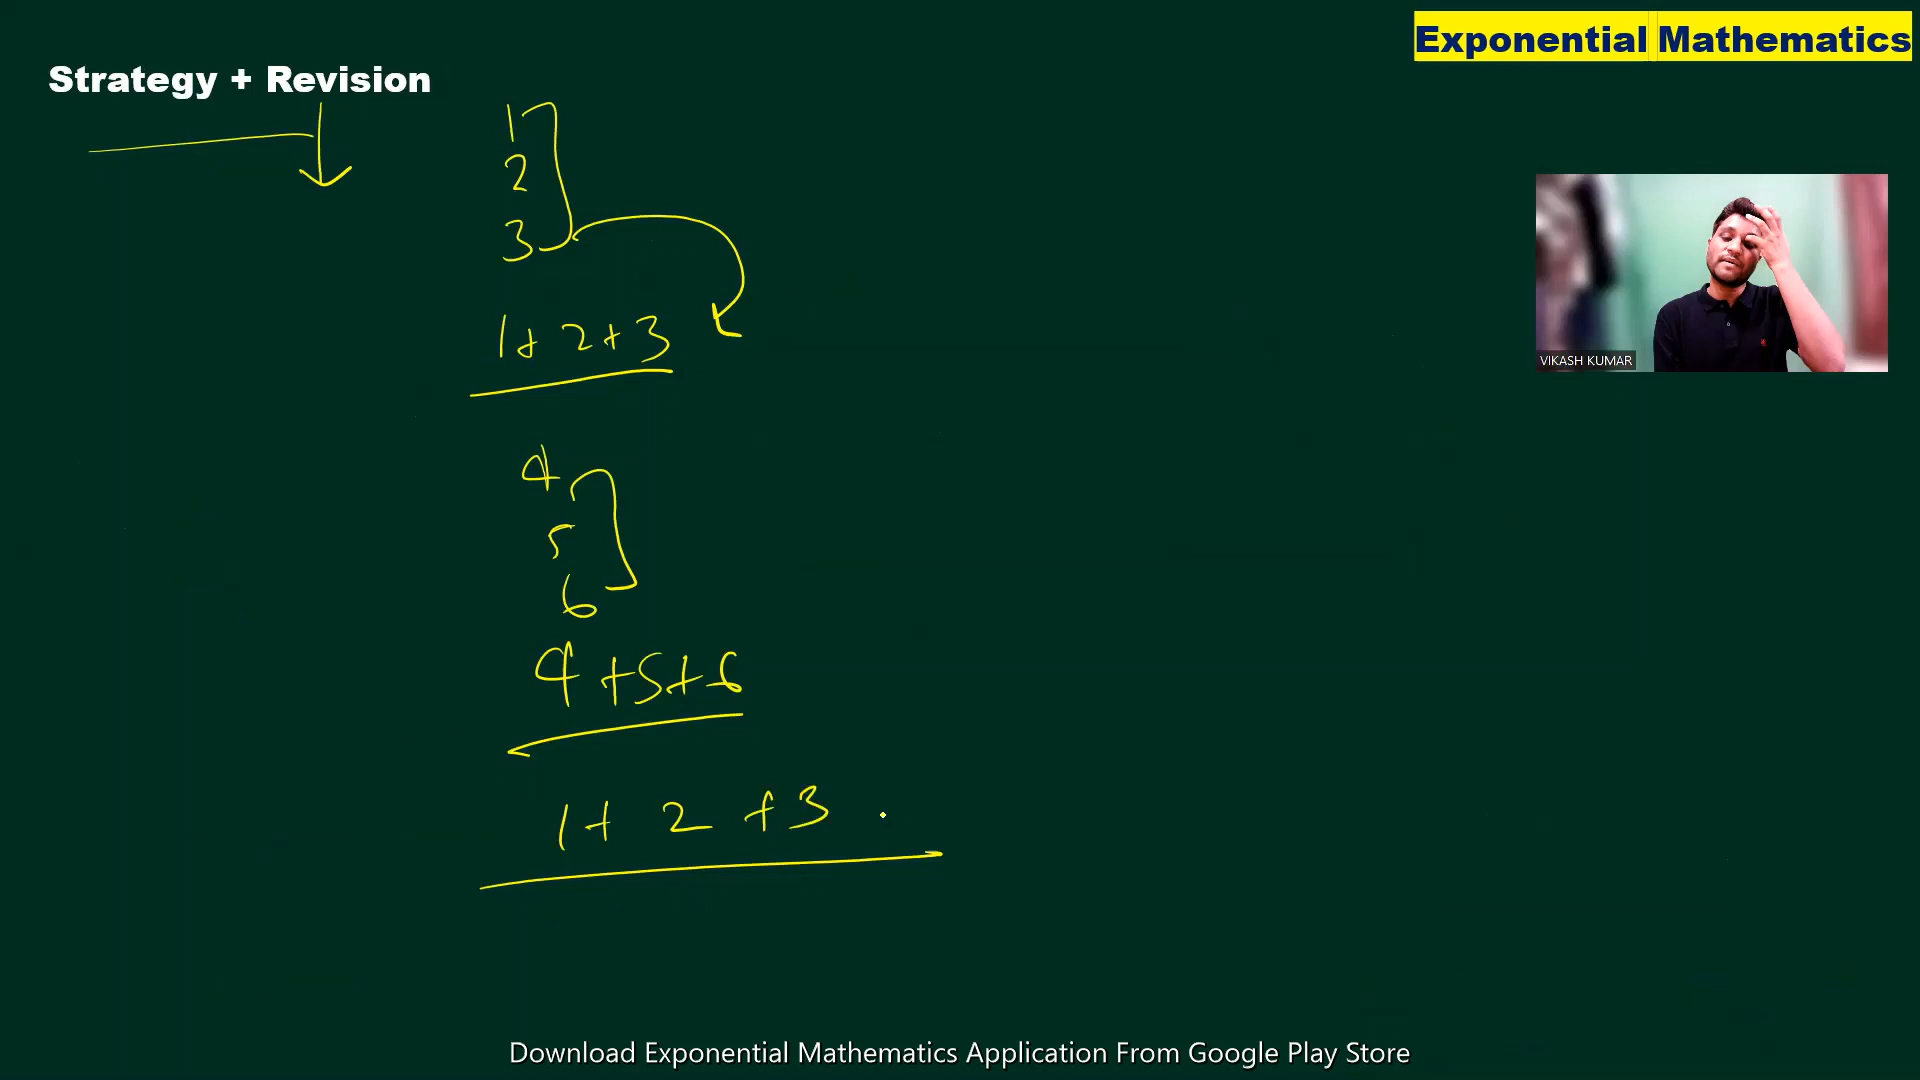 Exponential Mathematics
Strategy + Revision
1
2
3
1+ 2+ 3
VIKASH KUMAR
4
5
6
4 +5+6
1+ 2 +3 .
Download Exponential Mathematics Application From Google Play Store